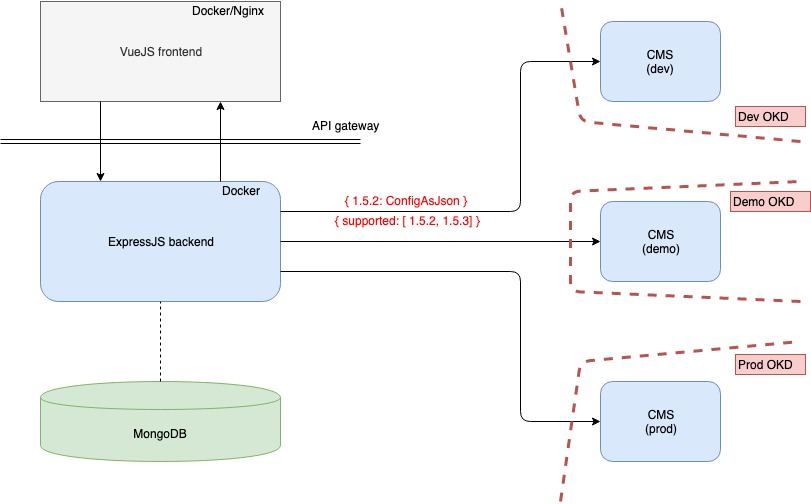 Docker/Nginx
VueJS frontend
API gateway
Docker
ExpressJS backend
MongoDB
{ 1.5.2: ConfigAsJson }
{ supported: [ 1.5.2, 1.5.3] }
CMS
(dev)
Dev OKD
CMS
(demo)
Demo OKD
CMS
(prod)
Prod OKD